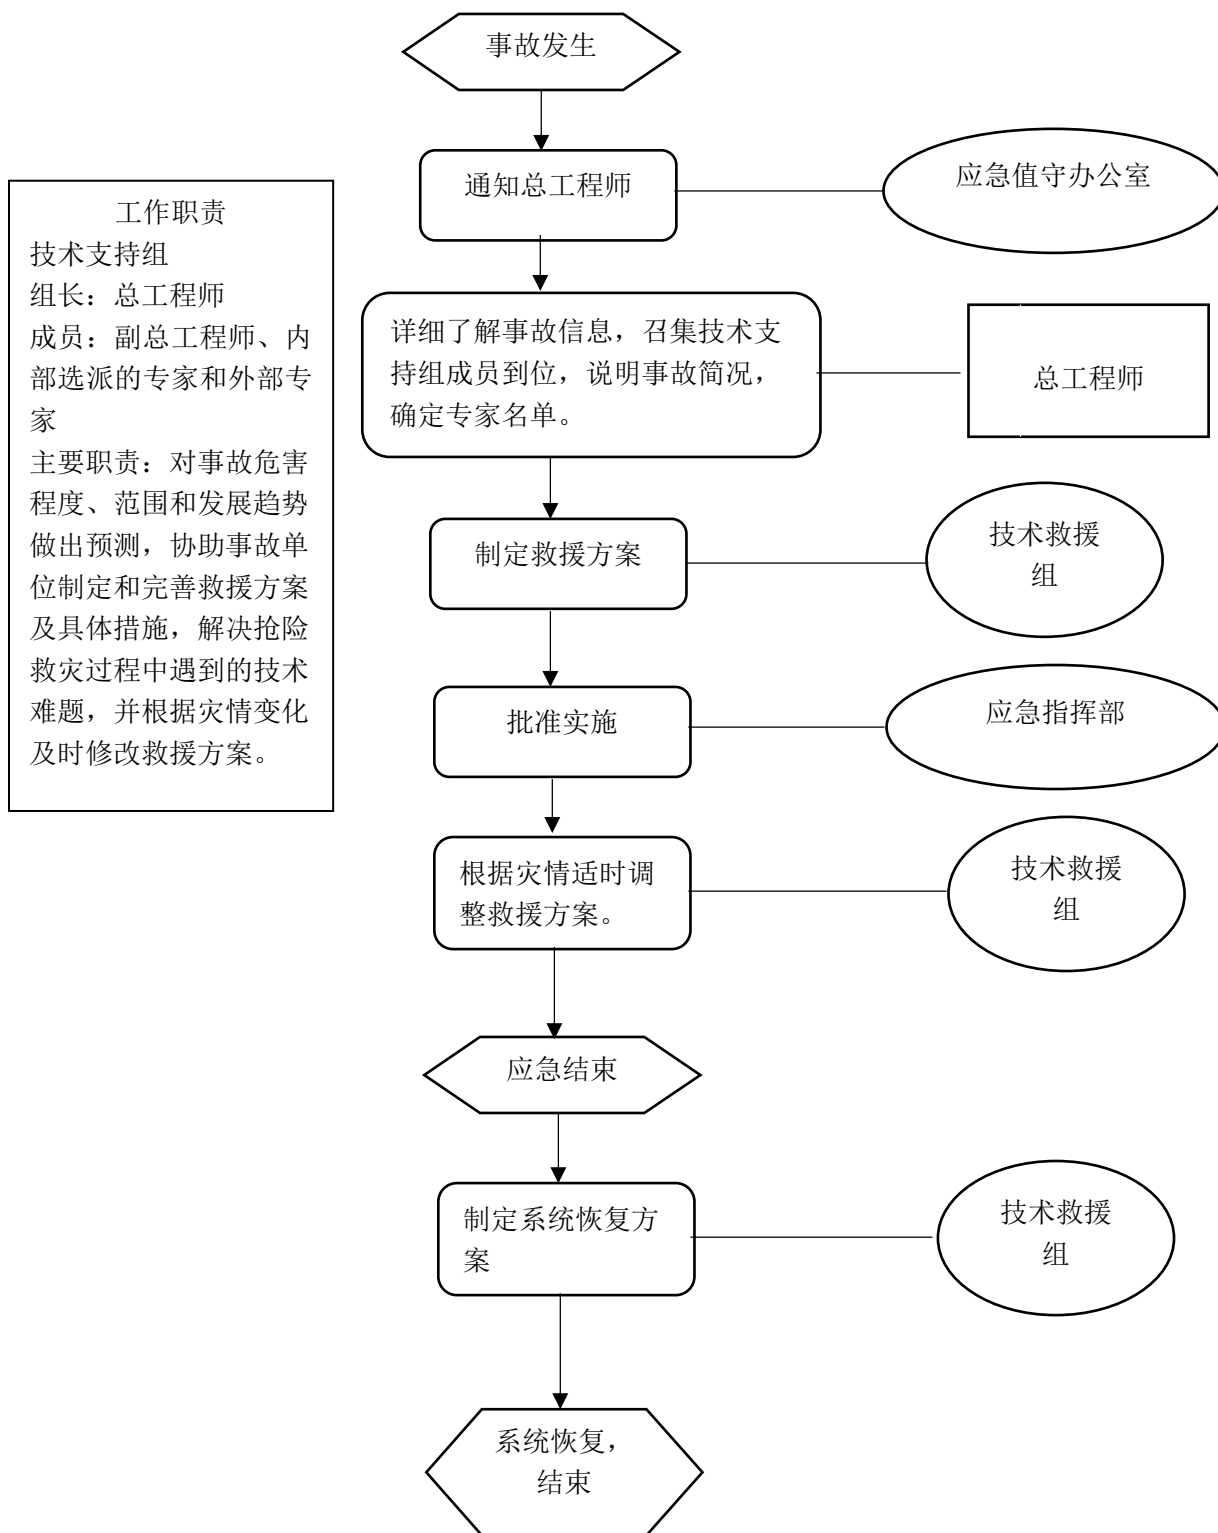 事故发生
通知总工程师
应急值守办公室
工作职责
技术支持组
组长：总工程师
成员：副总工程师、内
部选派的专家和外部专
家
主要职责：对事故危害
程度、范围和发展趋势
做出预测，协助事故单
位制定和完善救援方案
及具体措施，解决抢险
救灾过程中遇到的技术
难题，并根据灾情变化
及时修改救援方案。
详细了解事故信息，召集技术支
持组成员到位，说明事故简况，
确定专家名单。
总工程师
制定救援方案
技术救援
组
批准实施
应急指挥部
根据灾情适时调
整救援方案。
技术救援
组
应急结束
制定系统恢复方
案
技术救援
组
系统恢复，
结束